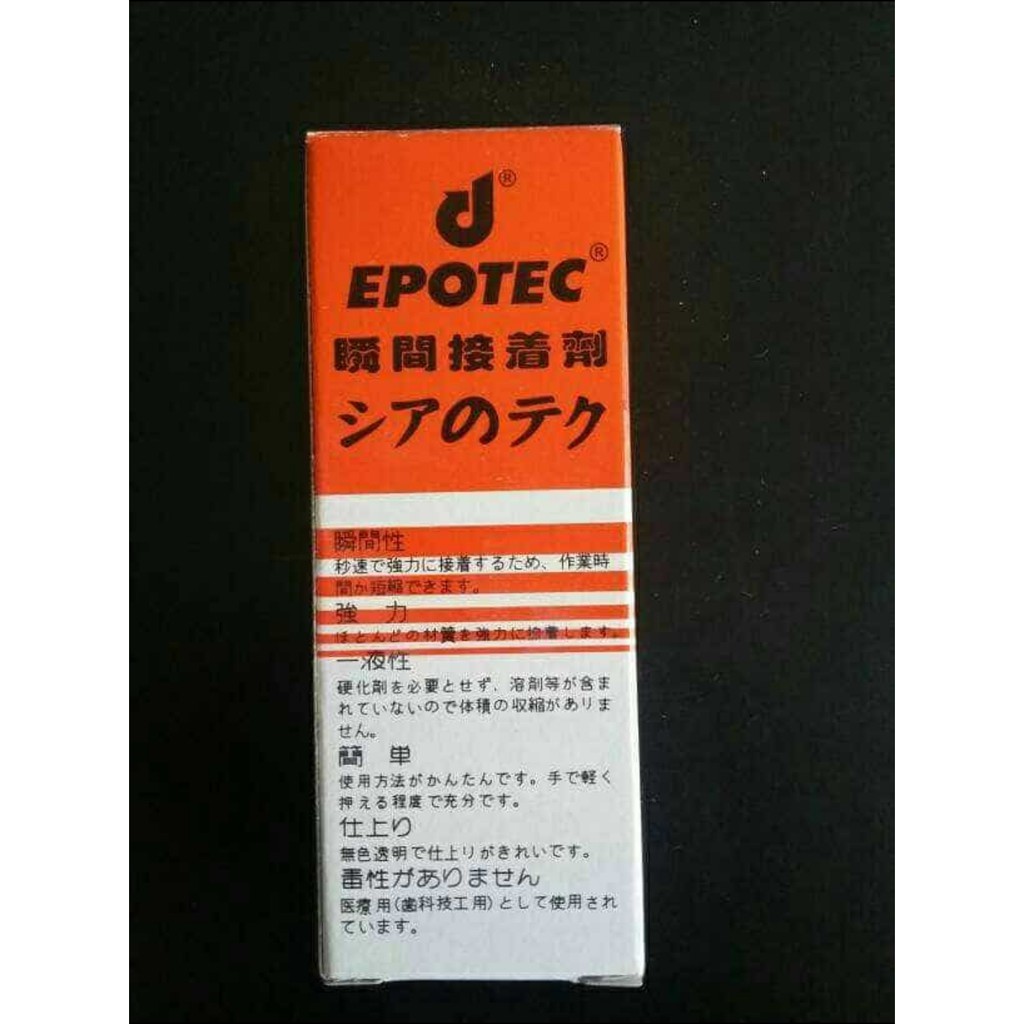 d®
EPOTEC®
瞬間接着剤
シアのテク
瞬間性
秒速で強力に接着するため、作業時
間が短縮できます。
強 力
ほとんどの材質を強力に接着します。
一液性
硬化剤を必要とせず、溶剤等が含ま
れていないので体積の収縮がありま
せん。
簡 単
使用方法がかんたんです。手で軽く
押える程度で充分です。
仕上り
無色透明で仕上りがきれいです。
毒性がありません
医療用(歯科技工用)として使用され
ています。